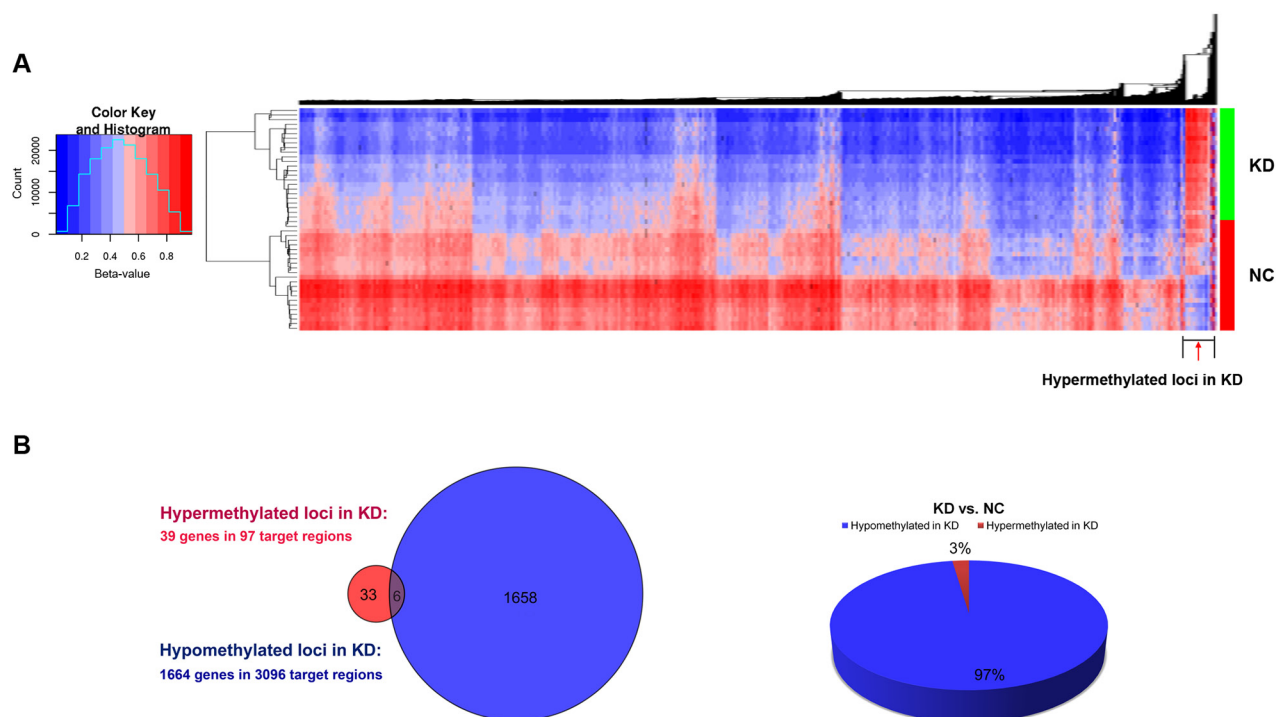 A
Color Key
and Histogram
Count
0
10000
20000
0.2 0.4 0.6 0.8
Beta-value
KD
NC
Hypermethylated loci in KD
B
Hypermethylated loci in KD:
39 genes in 97 target regions
33
6
1658
Hypomethylated loci in KD:
1664 genes in 3096 target regions
KD vs. NC
Hypomethylated in KD Hypermethylated in KD
3%
97%